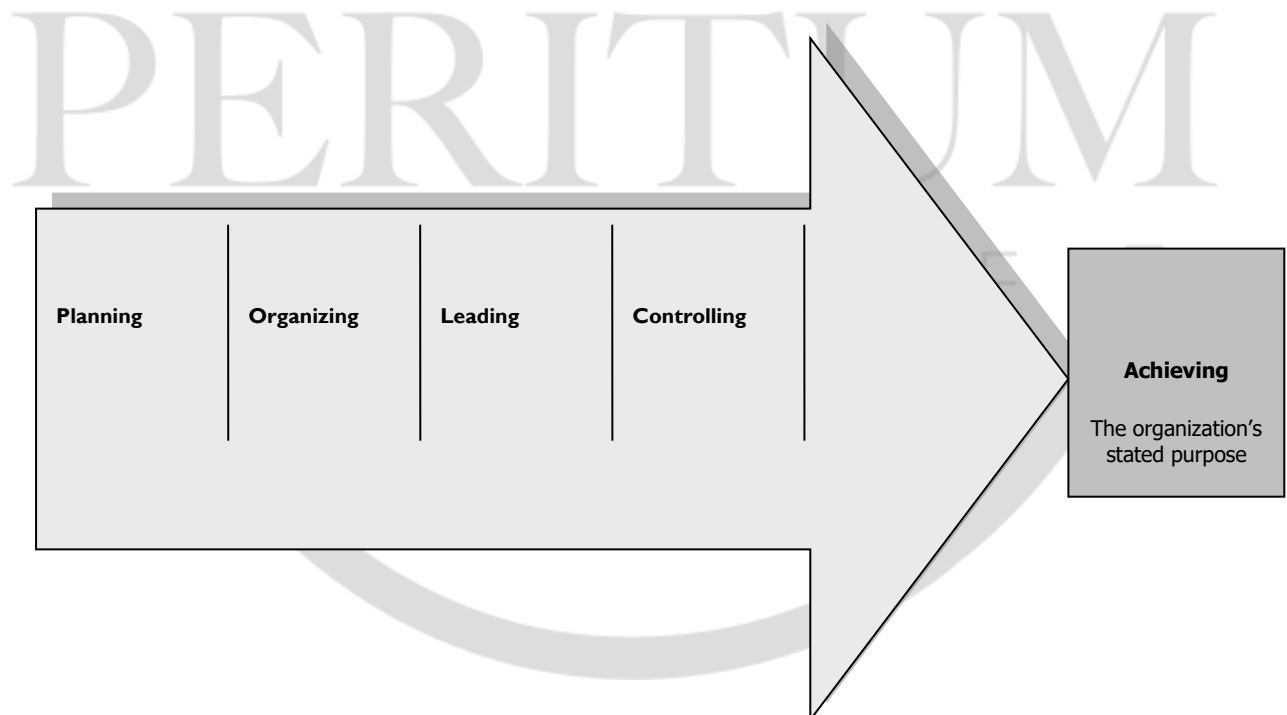 PERITUM
Planning
Organizing
Leading
Controlling
Achieving
The organization's
stated purpose